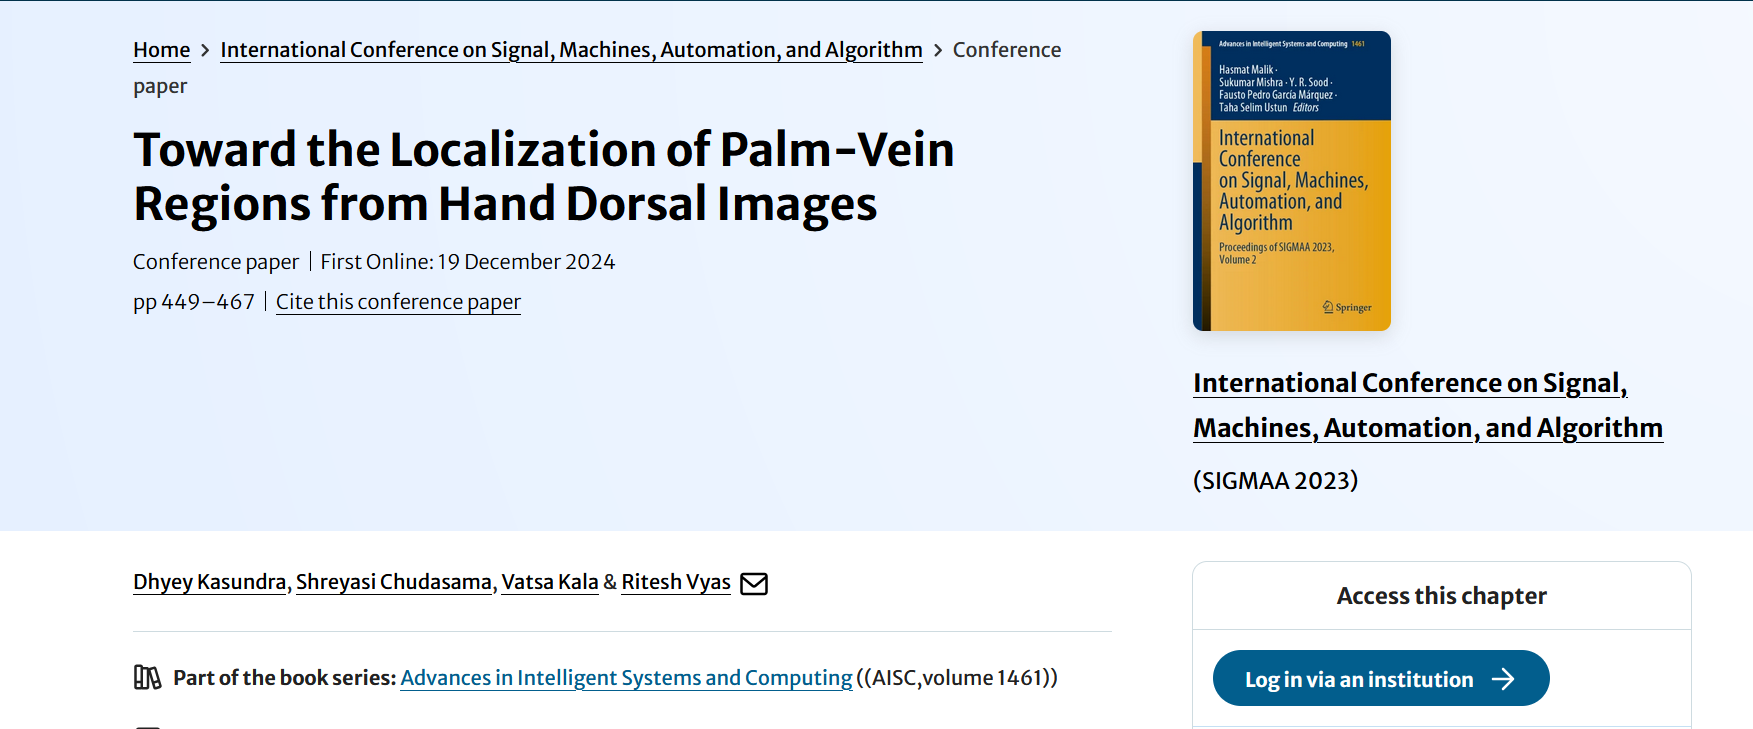 Home > International Conference on Signal, Machines, Automation, and Algorithm > Conference
paper
Toward the Localization of Palm-Vein
Regions from Hand Dorsal Images
Conference paper | First Online: 19 December 2024
pp 449–467 | Cite this conference paper
Advances in Intelligent Systems and Computing 1461
Hasmat Malik ·
Sukumar Mishra · Y. R. Sood ·
Fausto Pedro García Márquez ·
Taha Selim Ustun Editors
International
Conference
on Signal, Machines,
Automation, and
Algorithm
Proceedings of SIGMAA 2023,
Volume 2
Springer
International Conference on Signal,
Machines, Automation, and Algorithm
(SIGMAA 2023)
Dhyey Kasundra, Shreyasi Chudasama, Vatsa Kala & Ritesh Vyas
Part of the book series: Advances in Intelligent Systems and Computing ((AISC,volume 1461))
Access this chapter
Log in via an institution